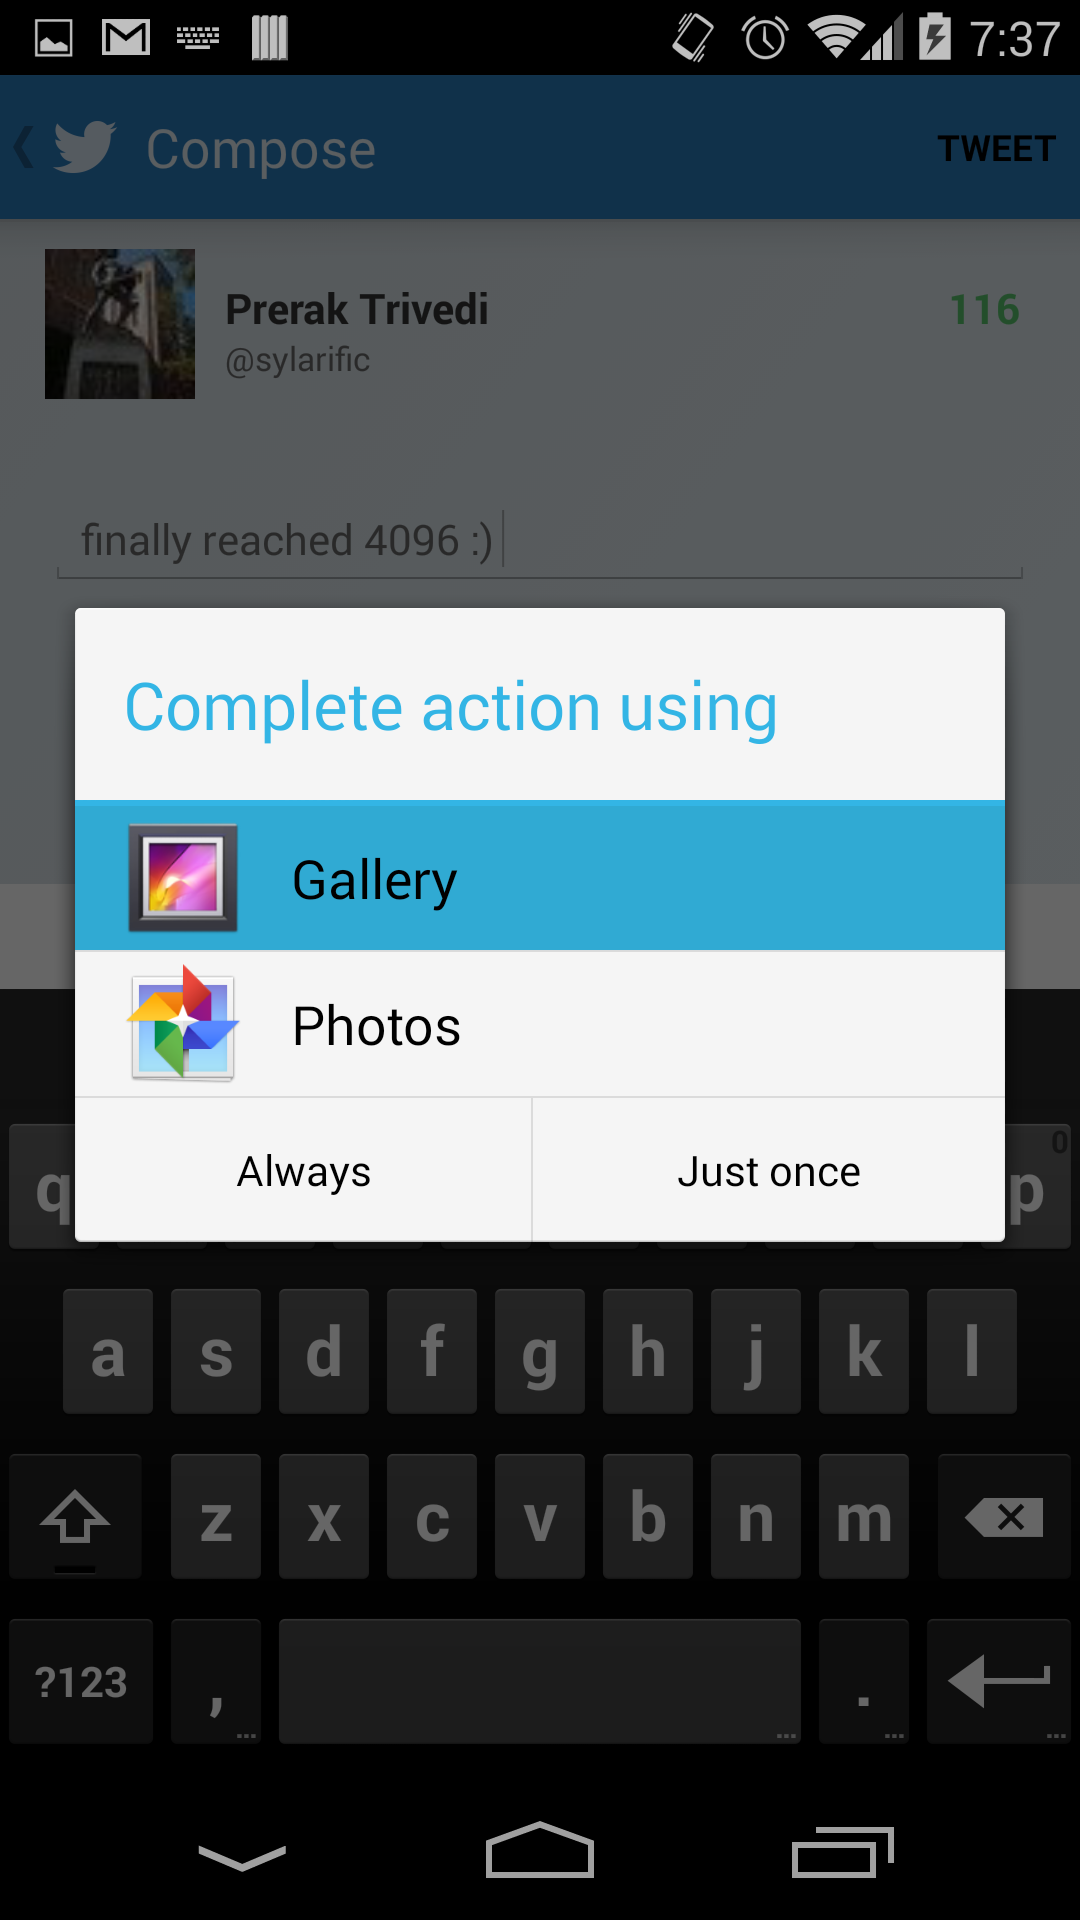 7:37
Compose
TWEET
Prerak Trivedi
116
@sylarific
finally reached 4096 :)
Complete action using
Gallery
Photos
Always
Just once
q
0
p
a s d f g h j k l
z x c v b n m
?123 , ... ... . ... ...